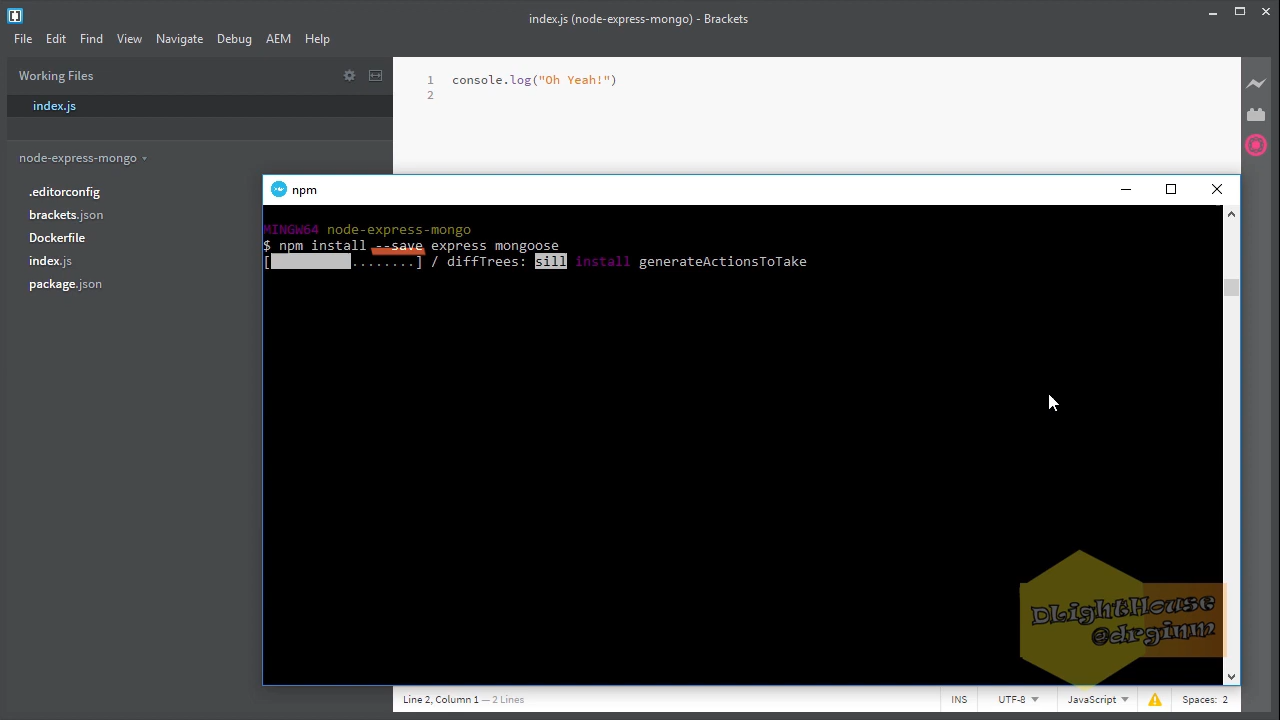 index.js (node-express-mongo) - Brackets
File Edit Find View Navigate Debug AEM Help
Working Files
index.js
node-express-mongo
.editorconfig
brackets.json
Dockerfile
index.js
package.json
1 console.log("Oh Yeah!")
2
npm
MINGW64 node-express-mongo
$ npm install --save express mongoose
[ ........] / diffTrees: sill install generateActionsToTake
DLightHouse
@drginm
Line 2, Column 1 — 2 Lines
INS UTF-8 JavaScript Spaces: 2